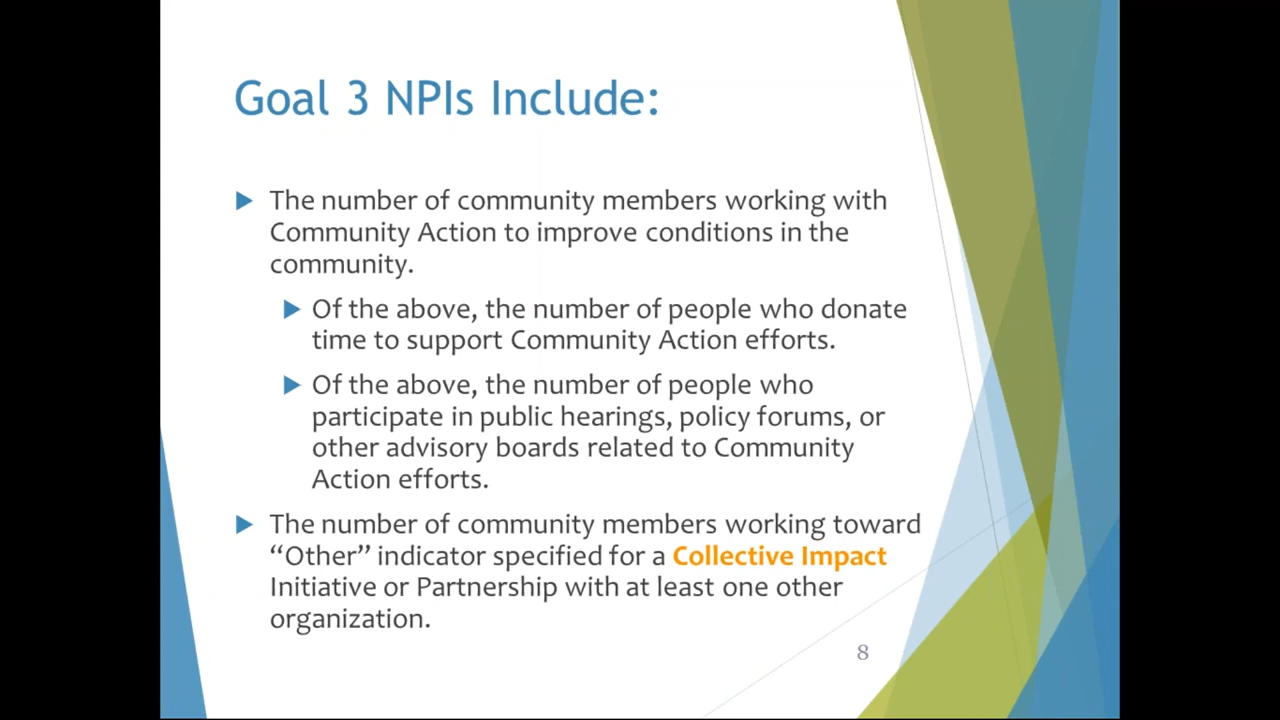 Goal 3 NPIs Include:
The number of community members working with
Community Action to improve conditions in the
community.
Of the above, the number of people who donate
time to support Community Action efforts.
Of the above, the number of people who
participate in public hearings, policy forums, or
other advisory boards related to Community
Action efforts.
The number of community members working toward
“Other” indicator specified for a Collective Impact
Initiative or Partnership with at least one other
organization.
8